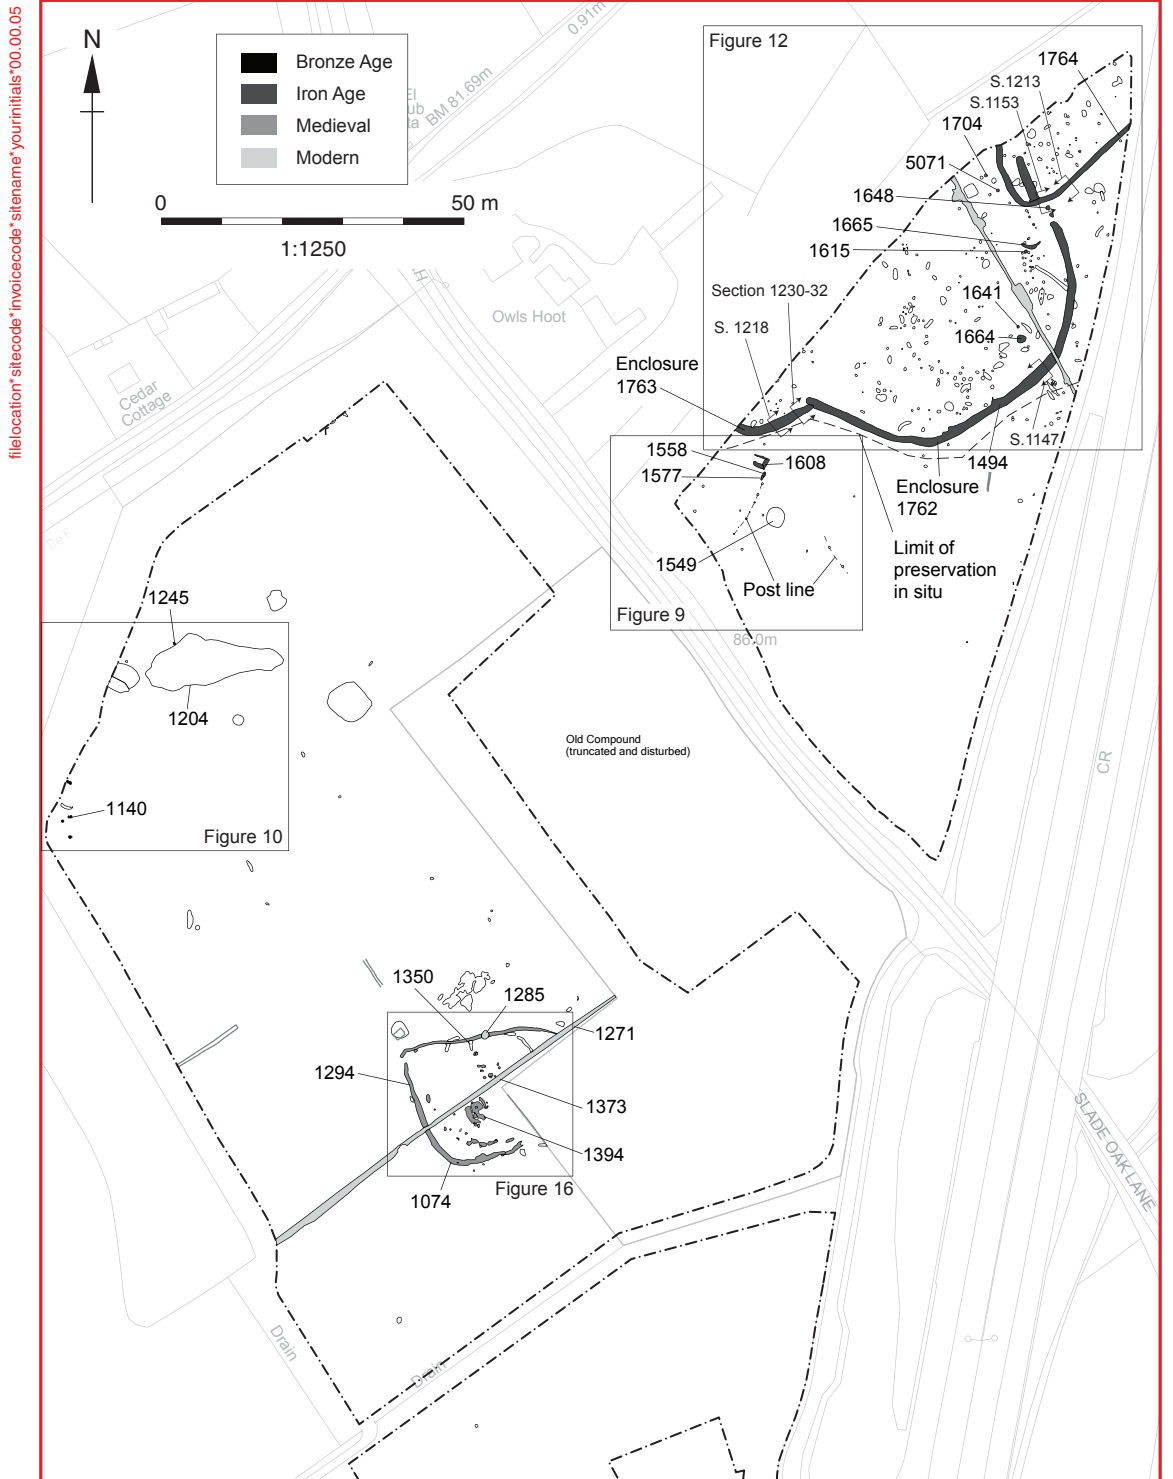 filelocation*sitecode*invoicecode*sitename*yourinitials*00.00.05
N
Bronze Age
Iron Age
Medieval
Modern
0
50 m
1:1250
0.91m
BM 81.69m
El
ub
ta
Figure 12
1764
S.1213
S.1153
1704
5071
1648
1665
1615
Section 1230-32
1641
S. 1218
1664
Enclosure
1763
S.1147
1494
Enclosure
1762
Limit of
preservation
in situ
1558
1577
1608
1549
Post line
Figure 9
86.0m
Owls Hoot
Cedar
Cottage
1245
1204
1140
Figure 10
Old Compound
(truncated and disturbed)
CR
1350
1285
1271
1294
1373
1394
1074
Figure 16
SLADE OAK LANE
Drain
Drain